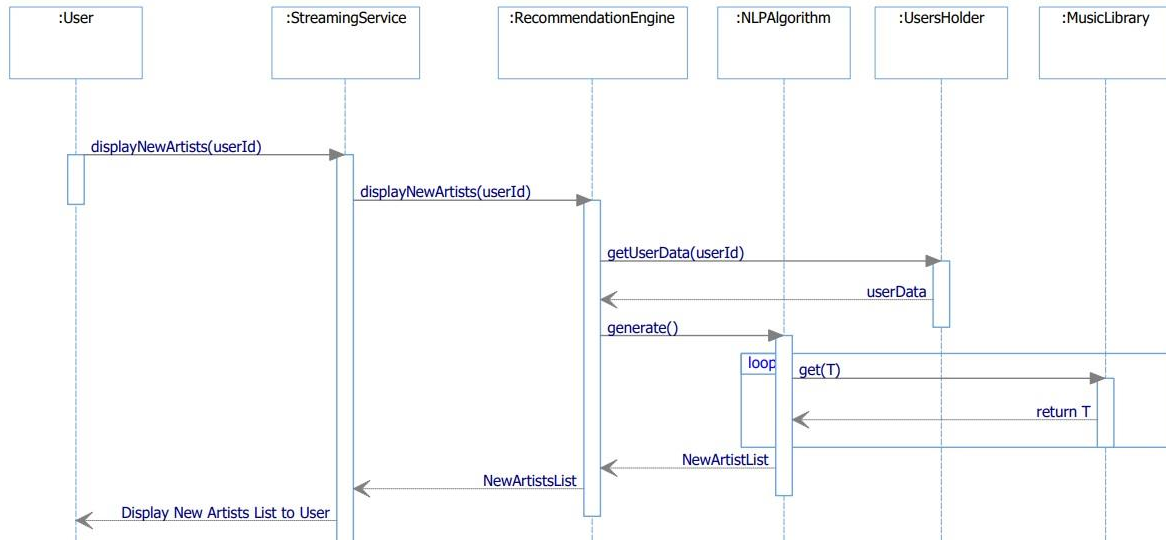 :User
:StreamingService
:RecommendationEngine
:NLPAlgorithm
:UsersHolder
:MusicLibrary
displayNewArtists(userId)
displayNewArtists(userId)
getUserData(userId)
userData
generate()
loop
get(T)
return T
NewArtistList
NewArtistsList
Display New Artists List to User